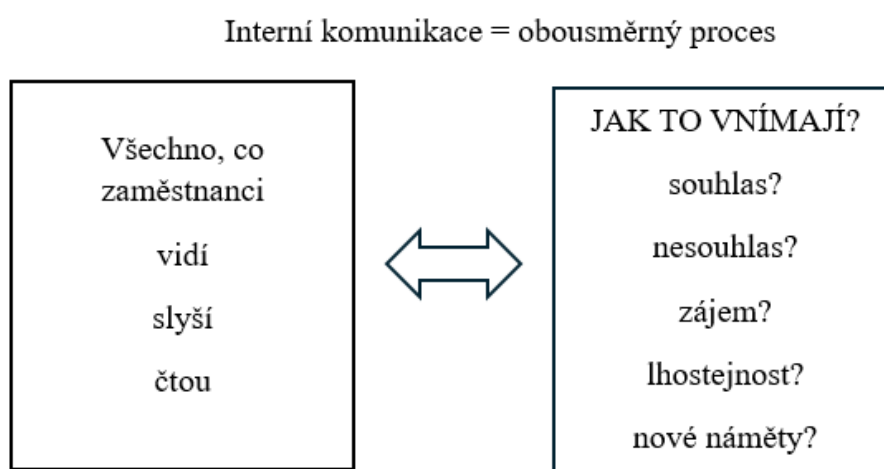 Interní komunikace = obousměrný proces
Všechno, co
zaměstnanci
vidí
slyší
čtou
JAK TO VNÍMAJÍ?
souhlas?
nesouhlas?
zájem?
lhostejnost?
nové náměty?